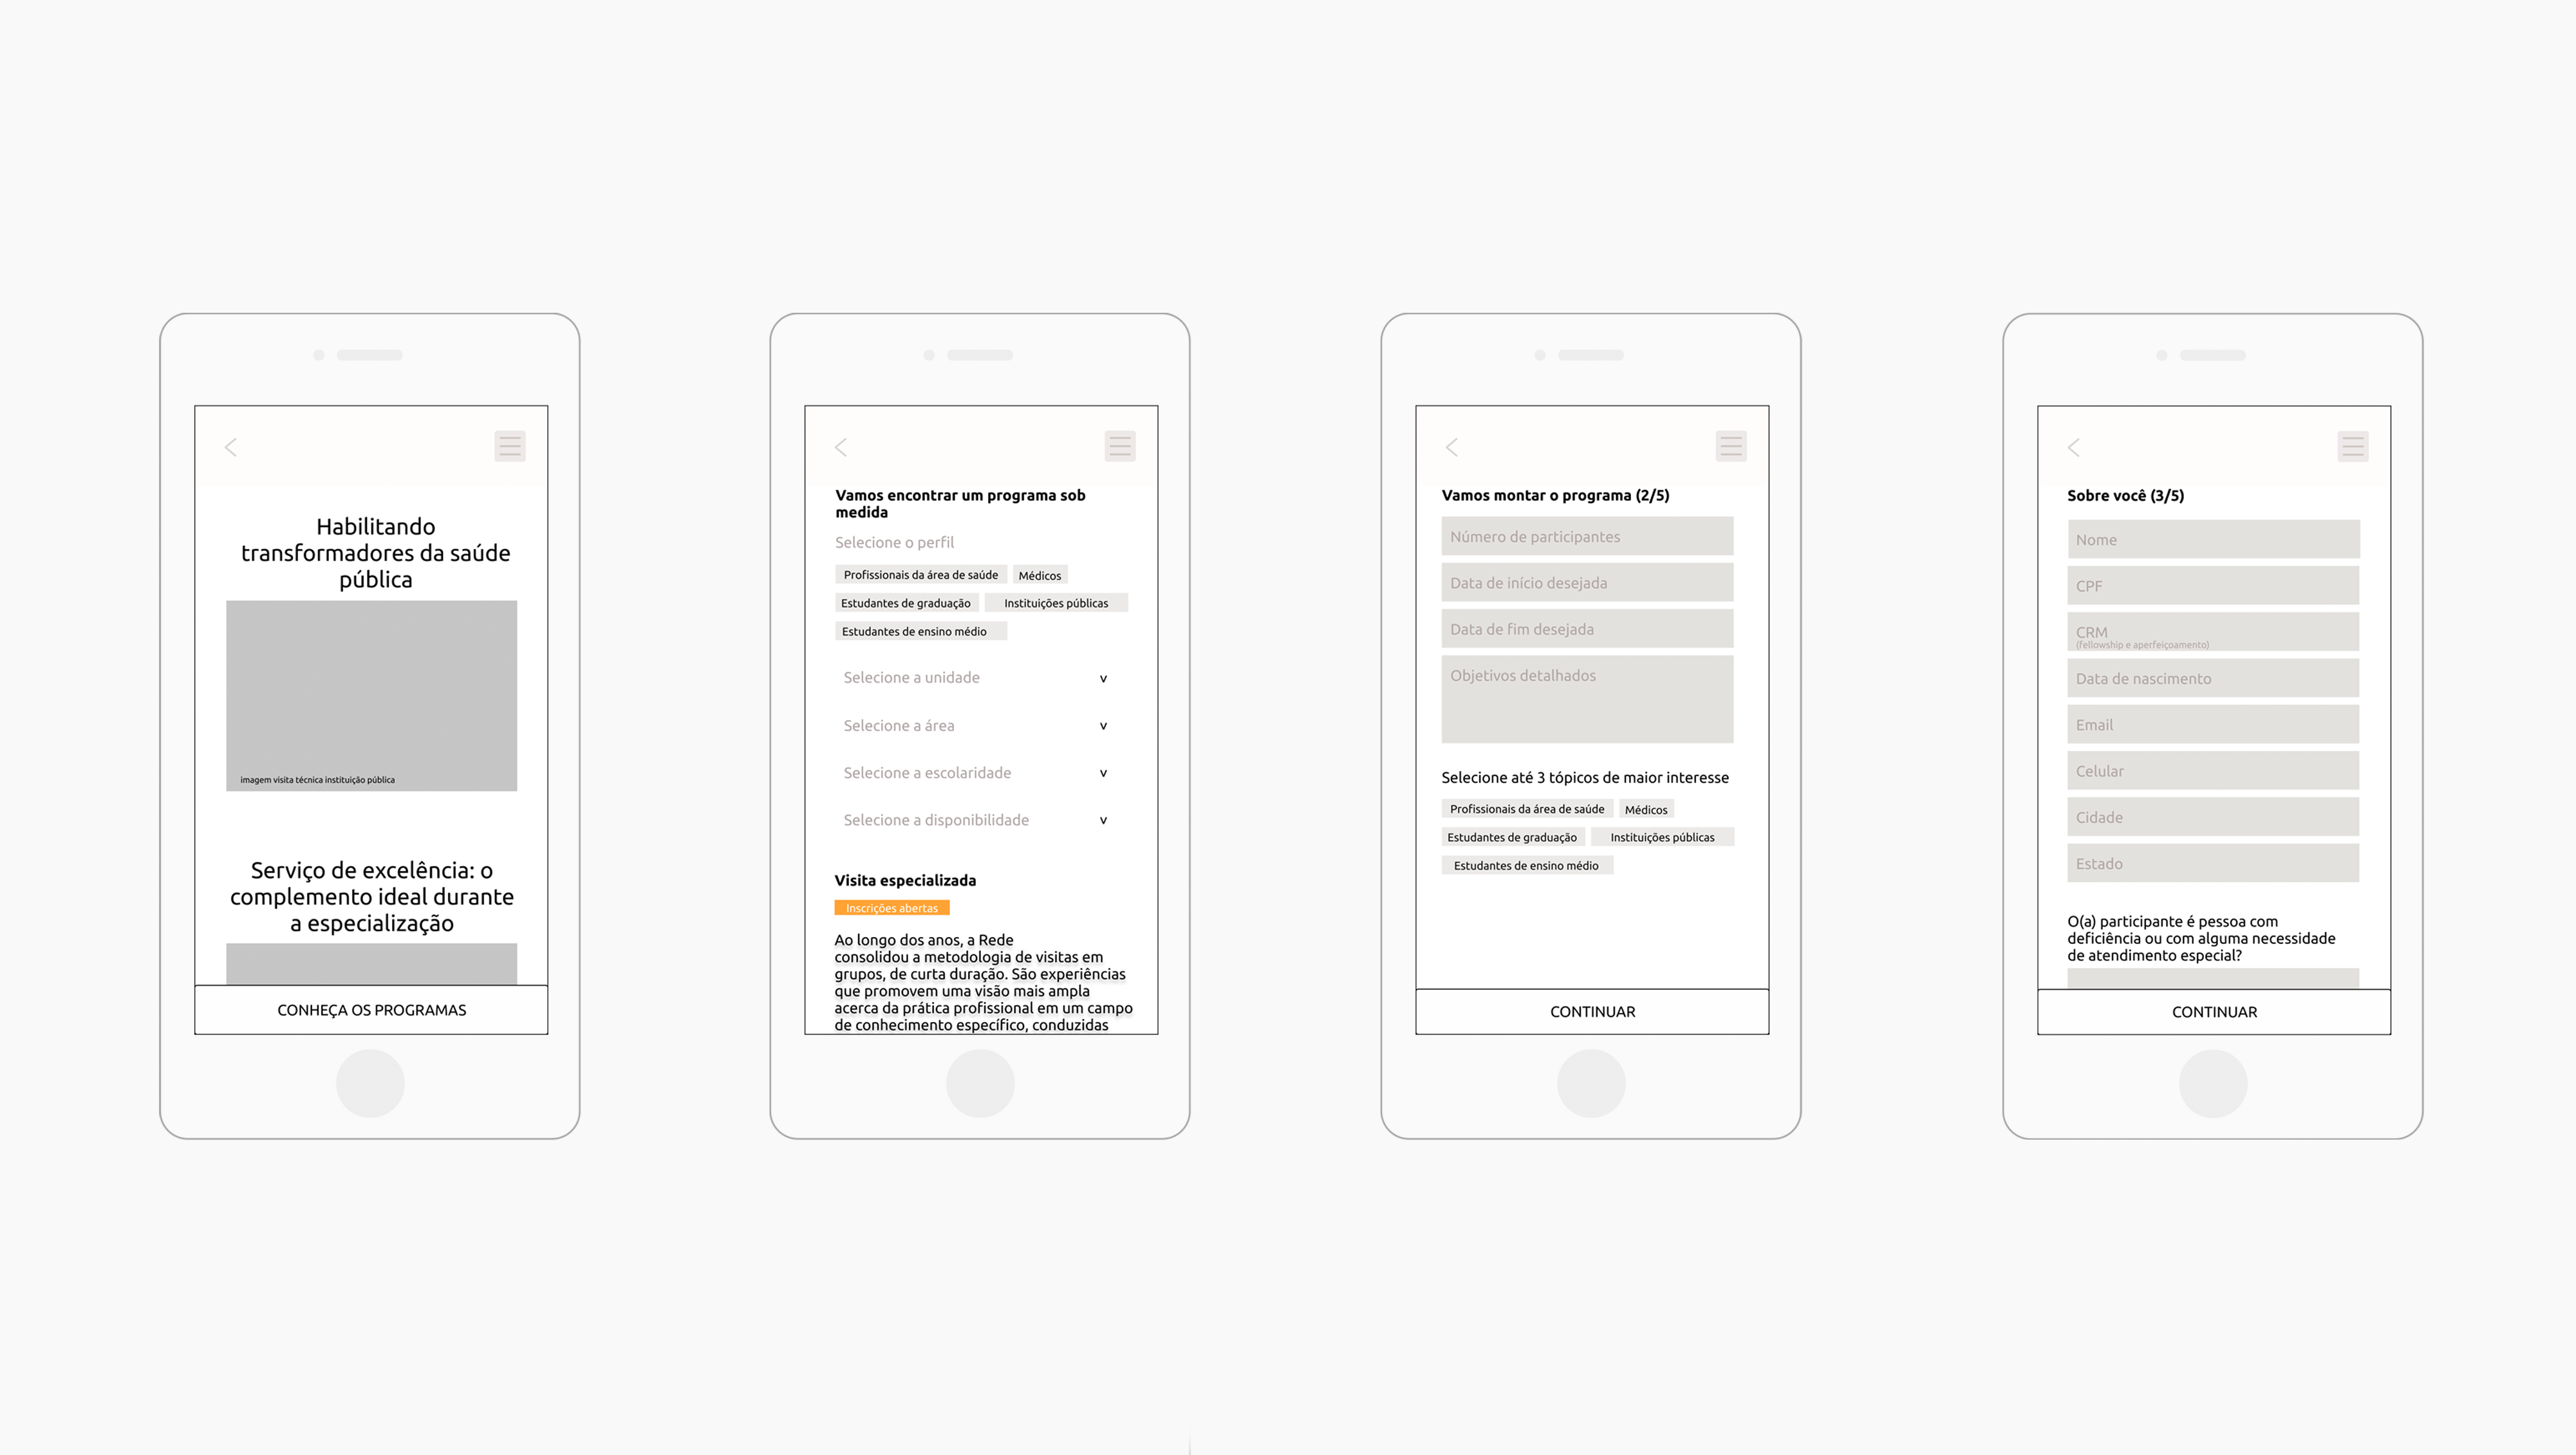 Habilitando
transformadores da saúde
pública
imagem visita técnica instituição pública
Serviço de excelência: o
complemento ideal durante
a especialização
CONHEÇA OS PROGRAMAS
Vamos encontrar um programa sob
medida
Selecione o perfil
Profissionais da área de saúde
Médicos
Estudantes de graduação
Instituições públicas
Estudantes de ensino médio
Selecione a unidade v
Selecione a área v
Selecione a escolaridade v
Selecione a disponibilidade v
Visita especializada
Inscrições abertas
Ao longo dos anos, a Rede
consolidou a metodologia de visitas em
grupos, de curta duração. São experiências
que promovem uma visão mais ampla
acerca da prática profissional em um campo
de conhecimento específico, conduzidas
Vamos montar o programa (2/5)
Número de participantes
Data de início desejada
Data de fim desejada
Objetivos detalhados
Selecione até 3 tópicos de maior interesse
Profissionais da área de saúde
Médicos
Estudantes de graduação
Instituições públicas
Estudantes de ensino médio
CONTINUAR
Sobre você (3/5)
Nome
CPF
CRM
(fellowship e aperfeiçoamento)
Data de nascimento
Email
Celular
Cidade
Estado
O(a) participante é pessoa com
deficiência ou com alguma necessidade
de atendimento especial?
CONTINUAR